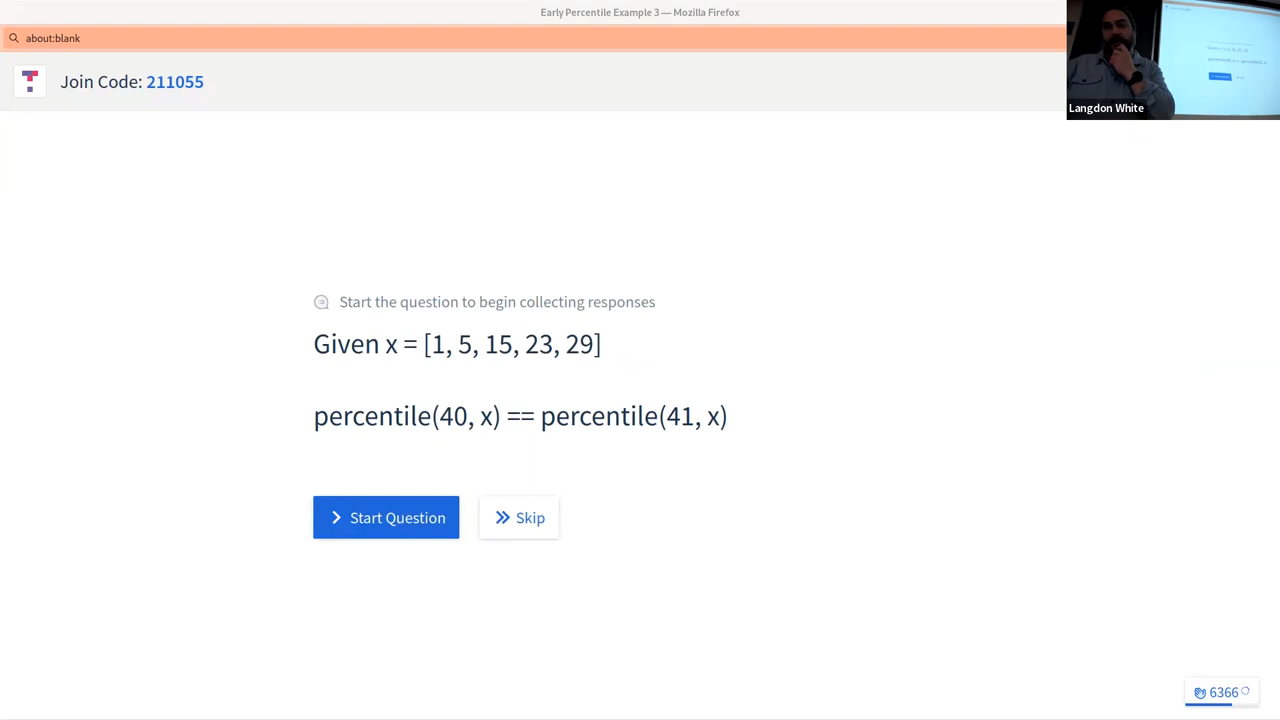 Early Percentile Example 3 — Mozilla Firefox
about:blank
Join Code: 211055
Langdon White
Start the question to begin collecting responses
Given x = [1, 5, 15, 23, 29]
percentile(40, x) == percentile(41, x)
Start Question
Skip
6366